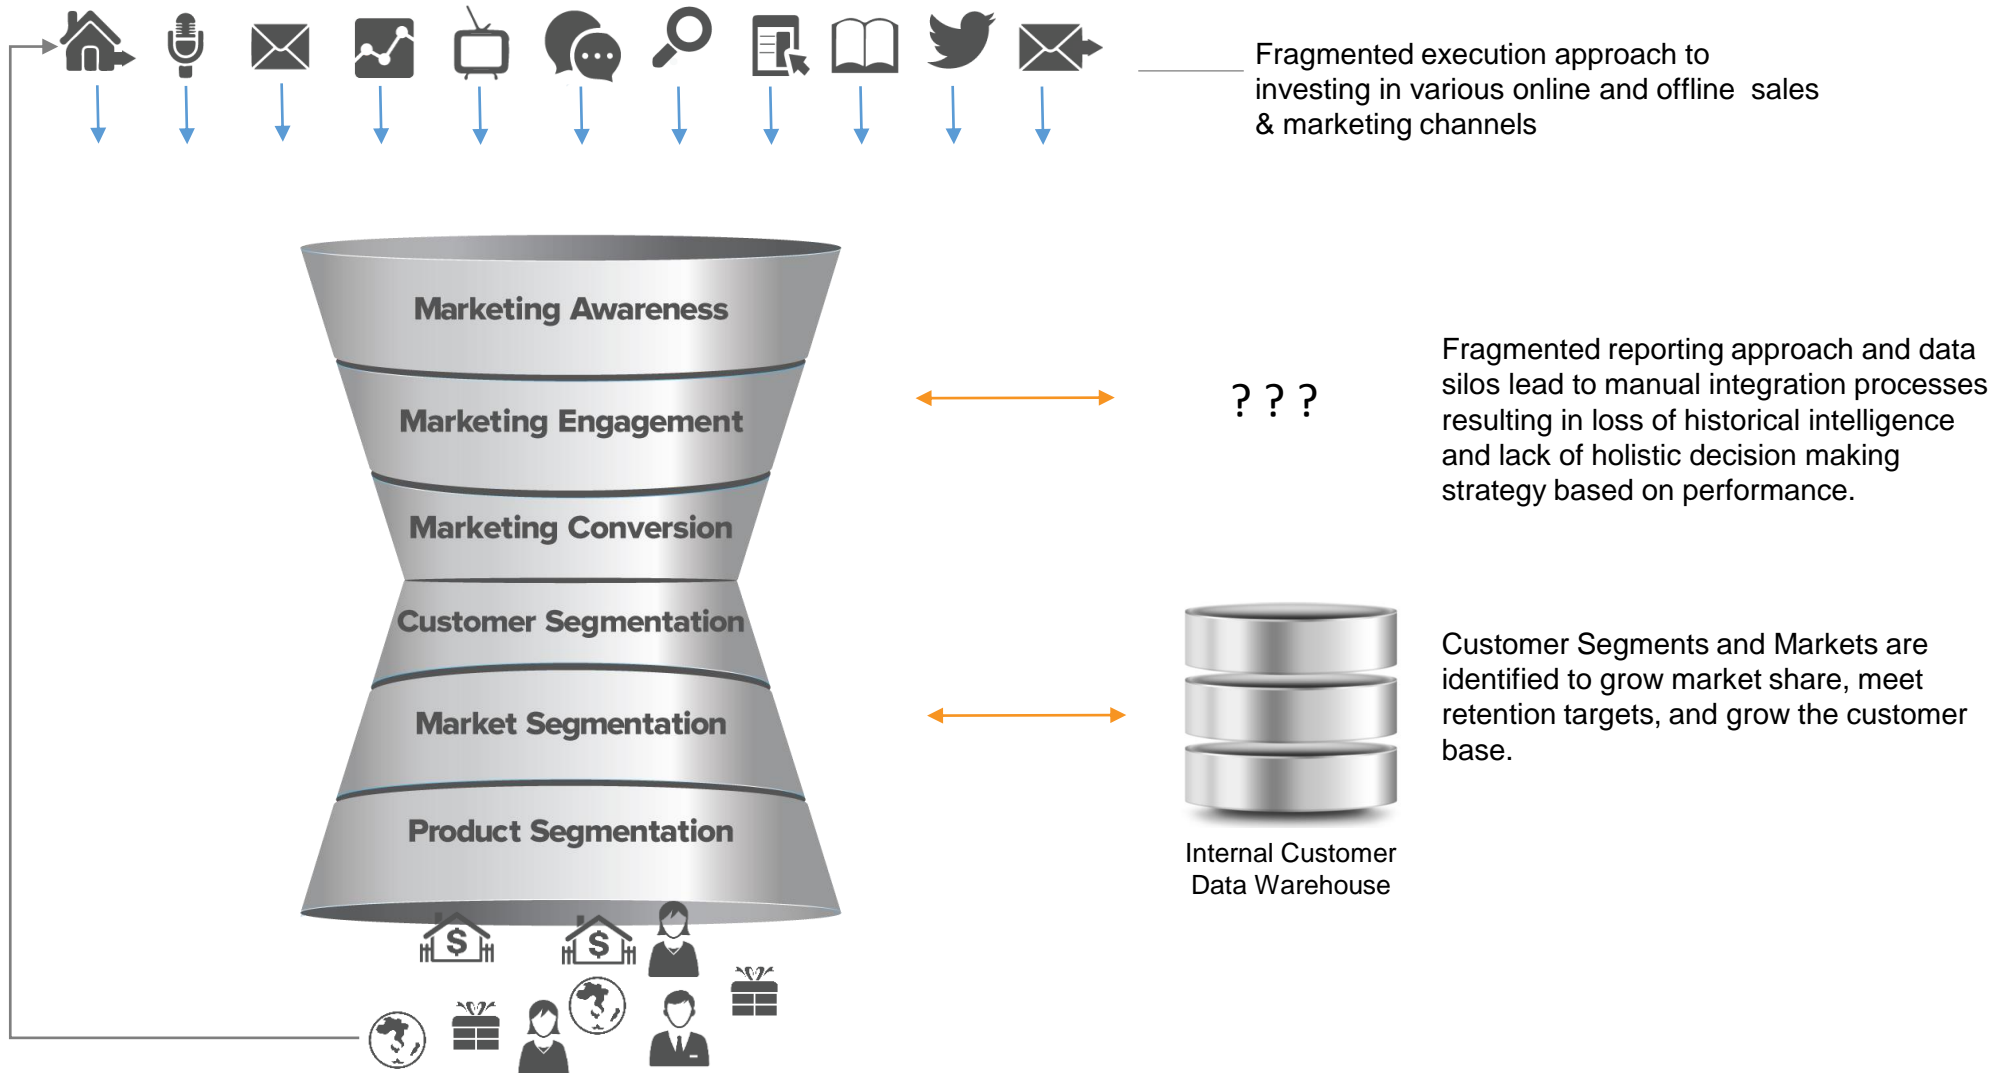 Fragmented execution approach to
investing in various online and offline  sales
& marketing channels
Marketing Awareness
Marketing Engagement
Marketing Conversion
Customer Segmentation
Market Segmentation
Product Segmentation
? ? ?
Fragmented reporting approach and data
silos lead to manual integration processes
resulting in loss of historical intelligence
and lack of holistic decision making
strategy based on performance.
Customer Segments and Markets are
identified to grow market share, meet
retention targets, and grow the customer
base.
Internal Customer
Data Warehouse
$
$